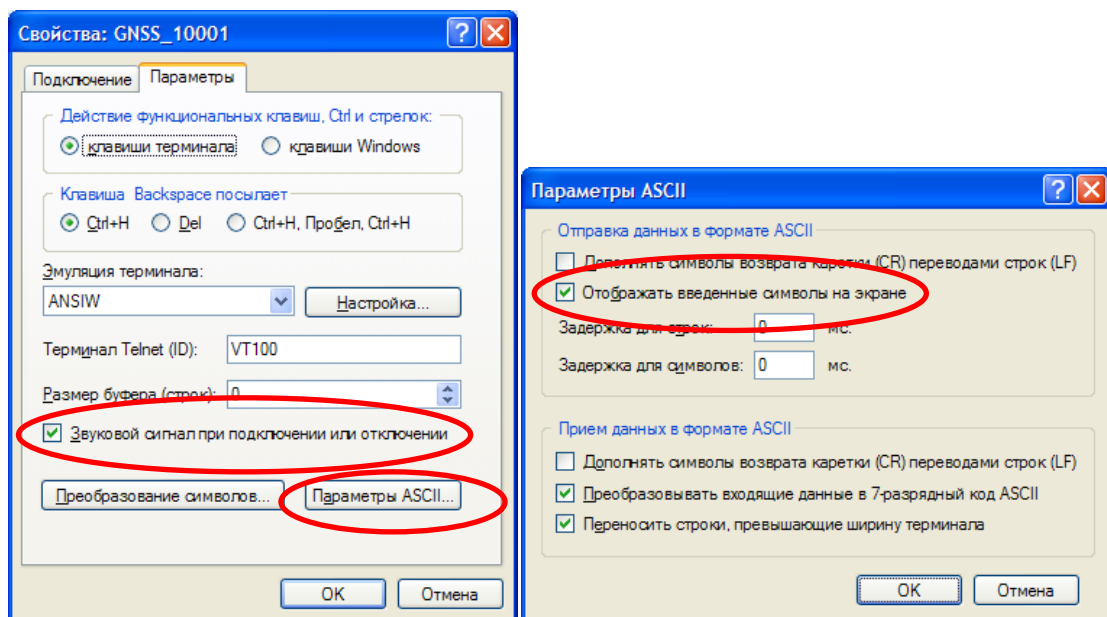 Свойства: GNSS_10001
Подключение Параметры
Действие функциональных клавиш, Ctrl и стрелок:
клавиши терминала клавиши Windows
Клавиша Backspace посылает
Ctrl+H Del Ctrl+H, Пробел, Ctrl+H
Эмуляция терминала:
ANSIW Настройка...
Терминал Telnet (ID): VT100
Размер буфера (строк): 0
Звуковой сигнал при подключении или отключении
Преобразование символов... Параметры ASCII...
OK Отмена
Параметры ASCII
Отправка данных в формате ASCII
Дополнять символы возврата каретки (CR) переводами строк (LF)
Отображать введенные символы на экране
Задержка для строк: 0 мс.
Задержка для символов: 0 мс.
Прием данных в формате ASCII
Дополнять символы возврата каретки (CR) переводами строк (LF)
Преобразовывать входящие данные в 7-разрядный код ASCII
Переносить строки, превышающие ширину терминала
OK Отмена